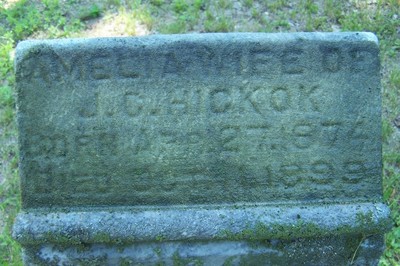 AMELIA WIFE OF
J. C. HICKOK
BORN APR 27, 1874
DIED 1899